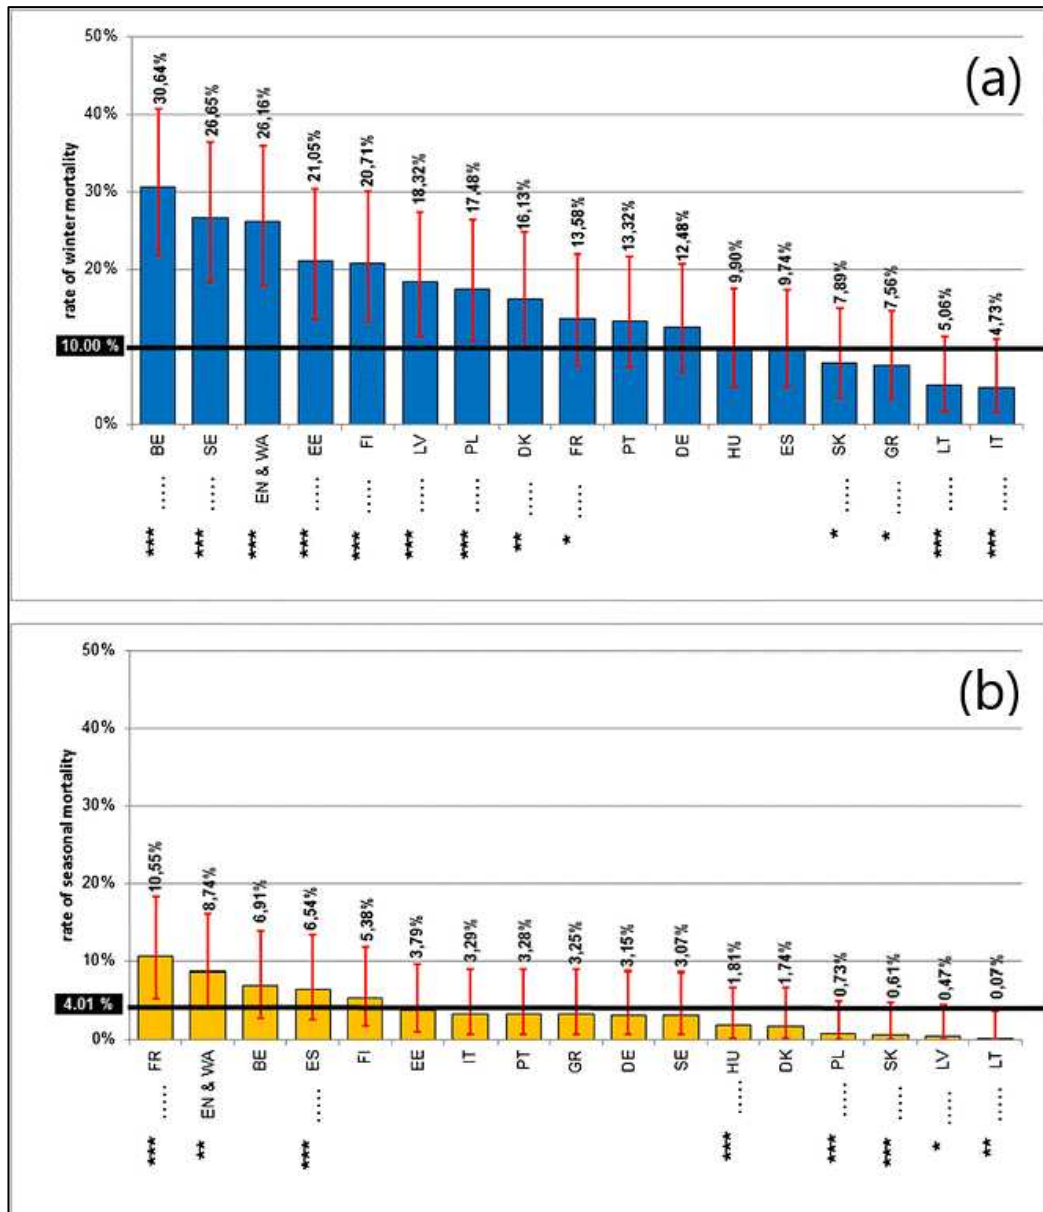 (a)
rate of winter mortality
50%
40%
30%
20%
10.00 %
0%
30,64%
26,65%
26,16%
21,05%
20,71%
18,32%
17,48%
16,13%
13,58%
13,32%
12,48%
9,90%
9,74%
7,89%
7,56%
5,06%
4,73%
*** ...... BE
*** ...... SE
*** EN & WA
*** ...... EE
*** ...... FI
*** ...... LV
*** ...... PL
** ...... DK
* ...... FR
PT
DE
HU
ES
* ...... SK
* ...... GR
*** ...... LT
*** ...... IT
(b)
rate of seasonal mortality
50%
40%
30%
20%
10%
4.01 %
0%
10,55%
8,74%
6,91%
6,54%
5,38%
3,79%
3,29%
3,28%
3,25%
3,15%
3,07%
1,81%
1,74%
0,73%
0,61%
0,47%
0,07%
*** ...... FR
** EN & WA
BE
*** ...... ES
FI
EE
IT
PT
GR
DE
SE
*** ...... HU
DK
*** ...... PL
*** ...... SK
* ...... LV
** ...... LT